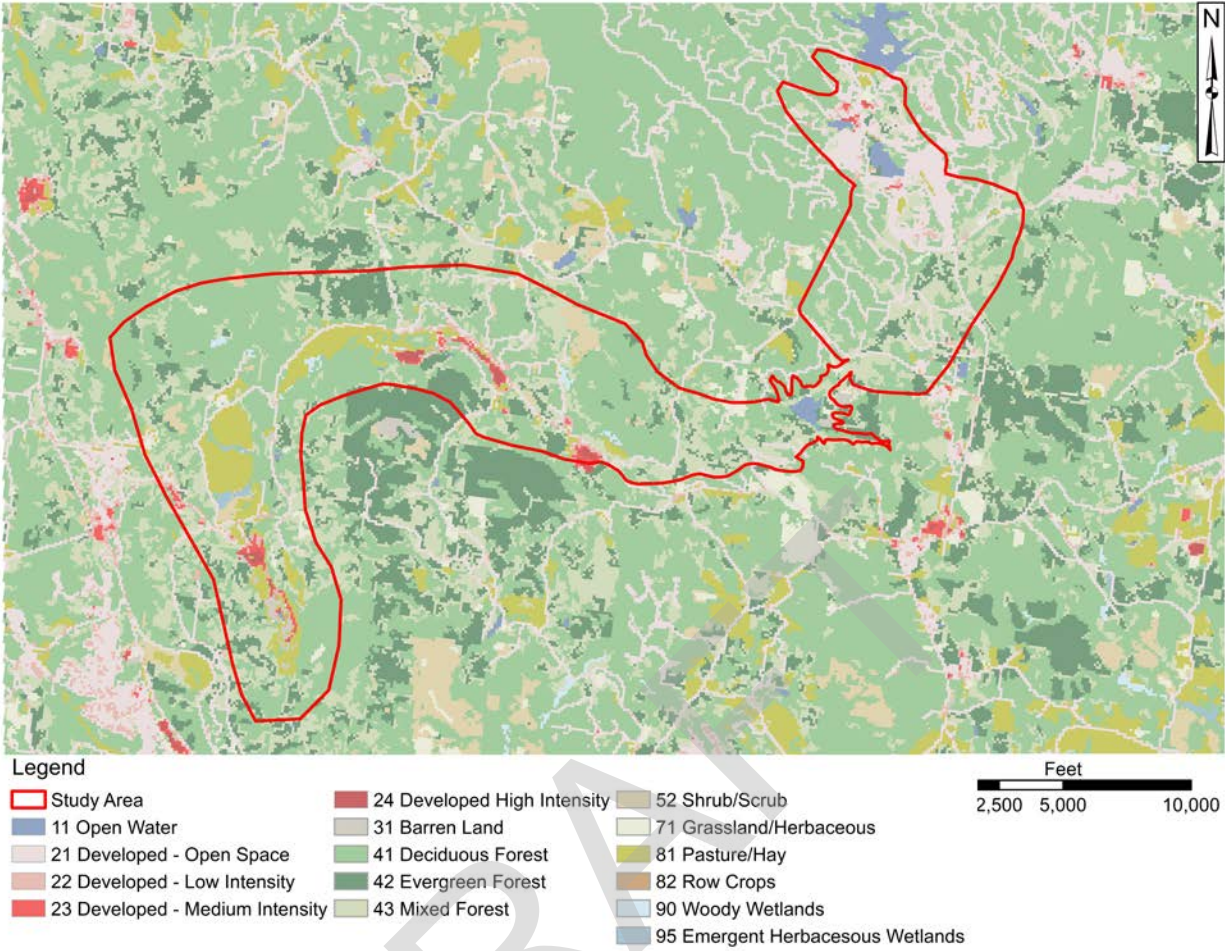 N
Legend
Study Area
11 Open Water
21 Developed - Open Space
22 Developed - Low Intensity
23 Developed - Medium Intensity
24 Developed High Intensity
31 Barren Land
41 Deciduous Forest
42 Evergreen Forest
43 Mixed Forest
52 Shrub/Scrub
71 Grassland/Herbaceous
81 Pasture/Hay
82 Row Crops
90 Woody Wetlands
95 Emergent Herbacesous Wetlands
Feet
2,500 5,000 10,000
DRAFT